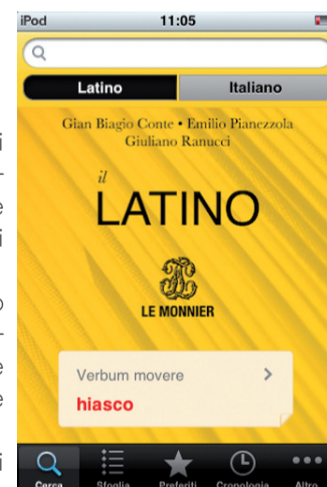 iPod 11:05
Latino Italiano
Gian Biagio Conte • Emilio Pianezzola
Giuliano Ranucci
il
LATINO
LE MONNIER
Verbum movere
hiasco
Cerca Sfoglia Preferiti Cronologia Altro